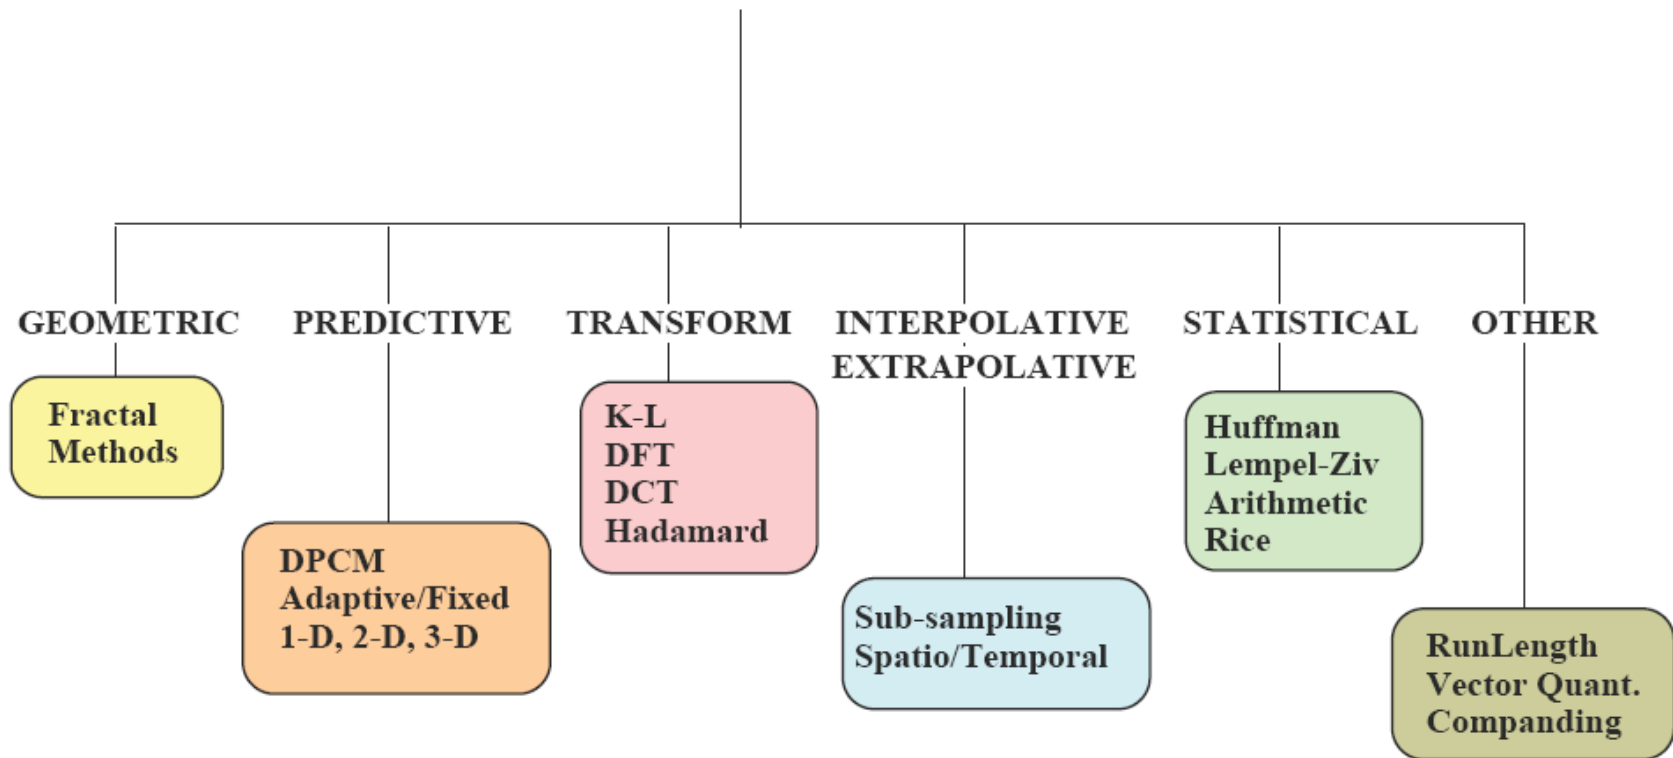 GEOMETRIC
PREDICTIVE
TRANSFORM
INTERPOLATIVE
EXTRAPOLATIVE
STATISTICAL
OTHER
Fractal
Methods
DPCM
Adaptive/Fixed
1-D, 2-D, 3-D
K-L
DFT
DCT
Hadamard
Sub-sampling
Spatio/Temporal
Huffman
Lempel-Ziv
Arithmetic
Rice
RunLength
Vector Quant.
Companding